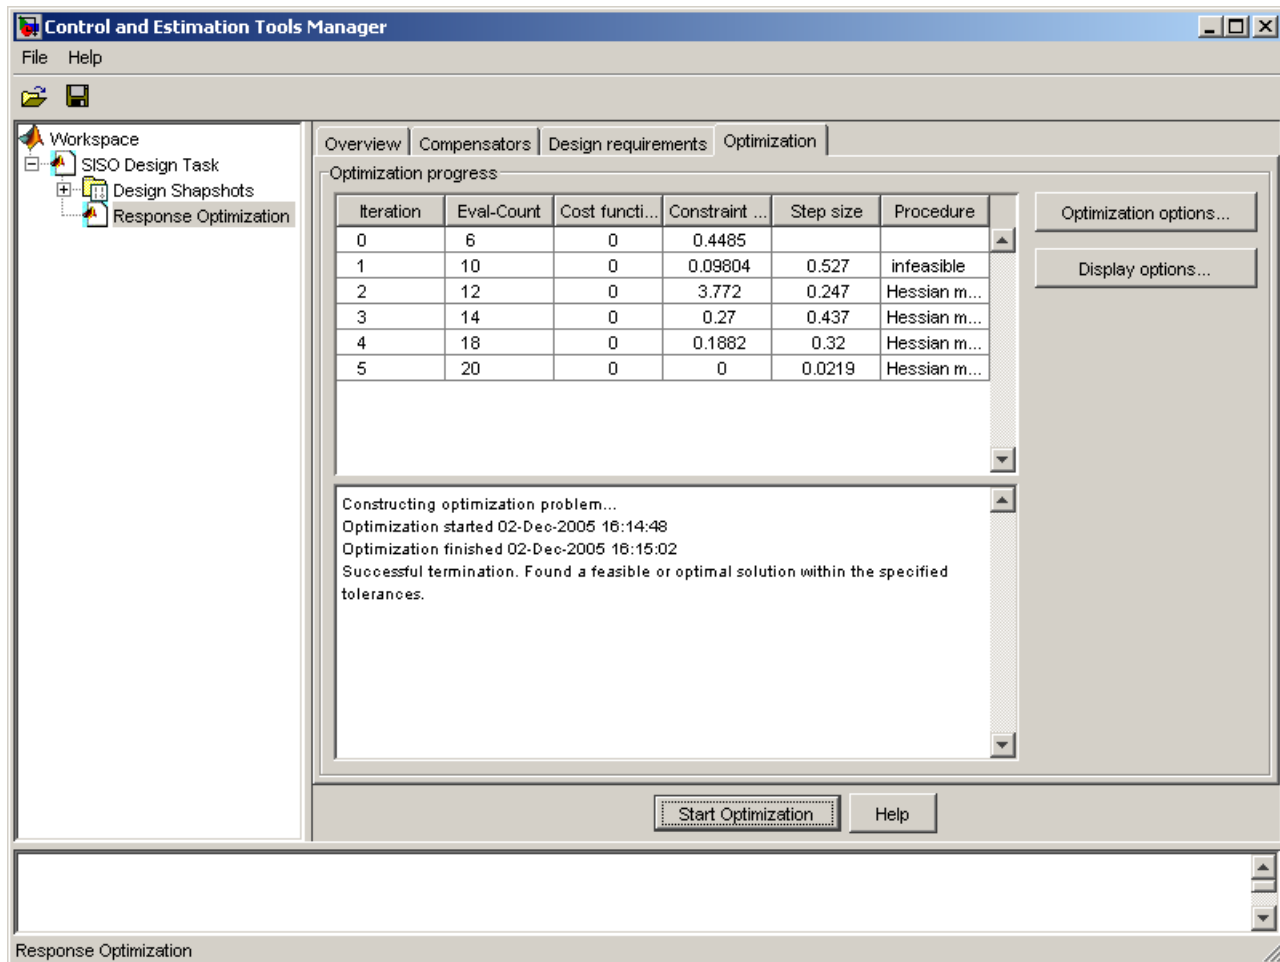 Control and Estimation Tools Manager
File Help
Workspace
SISO Design Task
Design Shapshots
Response Optimization
Overview Compensators Design requirements Optimization
Optimization progress
Iteration Eval-Count Cost functi... Constraint ... Step size Procedure
0 6 0 0.4485
1 10 0 0.09804 0.527 infeasible
2 12 0 3.772 0.247 Hessian m...
3 14 0 0.27 0.437 Hessian m...
4 18 0 0.1882 0.32 Hessian m...
5 20 0 0 0.0219 Hessian m...
Optimization options...
Display options...
Constructing optimization problem...
Optimization started 02-Dec-2005 16:14:48
Optimization finished 02-Dec-2005 16:15:02
Successful termination. Found a feasible or optimal solution within the specified
tolerances.
Start Optimization Help
Response Optimization